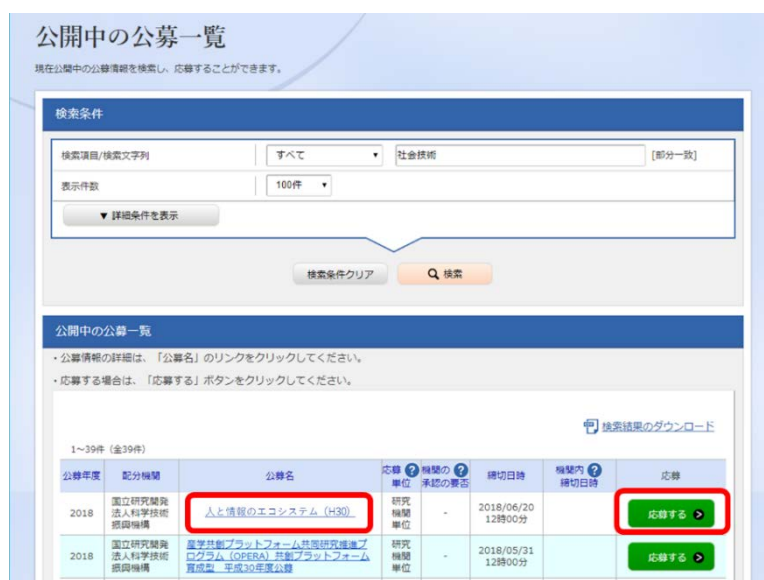 公開中の公募一覧
現在公開中の公募情報を検索し、応募することができます。
検索条件
検索項目/検索文字列 すべて ▼ 社会技術 [部分一致]
表示件数 100件 ▼
▼ 詳細条件を表示
検索条件クリア 検索
公開中の公募一覧
・公募情報の詳細は、「公募名」のリンクをクリックしてください。
・応募する場合は、「応募する」ボタンをクリックしてください。
検索結果のダウンロード
1～39件 (全39件)
公募年度 配分機関 公募名 応募単位 ? 機関の承認の要否 ? 締切日時 機関内締切日時 ? 応募
2018 国立研究開発法人科学技術振興機構 人と情報のエコシステム（H30） 研究機関単位 - 2018/06/20 12時00分 応募する
2018 国立研究開発法人科学技術振興機構 産学共創プラットフォーム共同研究推進プログラム（OPERA）共創プラットフォーム育成型 平成30年度公募 研究機関単位 - 2018/05/31 12時00分 応募する